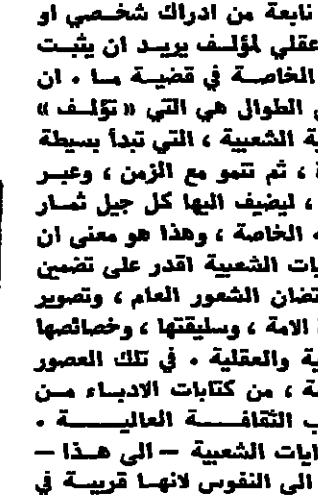 نابعة من ادراك شخصي او
عقلي لمؤلف يريد ان يثبت
الخاصة في قضية ما . ان
الطوال هي التي « تؤلف »
ية الشعبية ، التي تبدأ بسيطة
، ثم تنمو مع الزمن ، وعبر
، ليضيف اليها كل جيل ثمار
ه الخاصة ، وهذا هو معنى ان
يات الشعبية اقدر على تضمين
تضان الشعور العام ، وتصوير
الامة ، وسليقتها ، وخصائصها
ية والعقلية . في تلك العصور
ة ، من كتابات الادباء من
ب الثقافة العالية .
ايات الشعبية — الى هذا —
الى النفوس لانها قريبة في